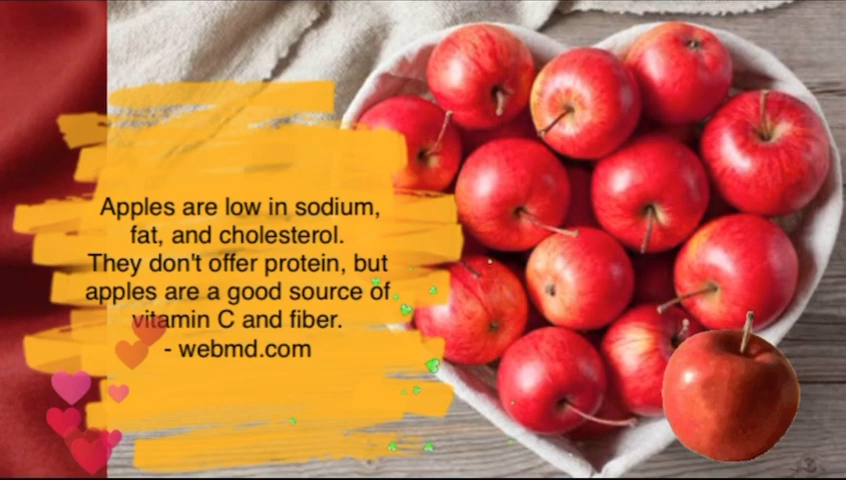 Apples are low in sodium,
fat, and cholesterol.
They don't offer protein, but
apples are a good source of
vitamin C and fiber.
- webmd.com